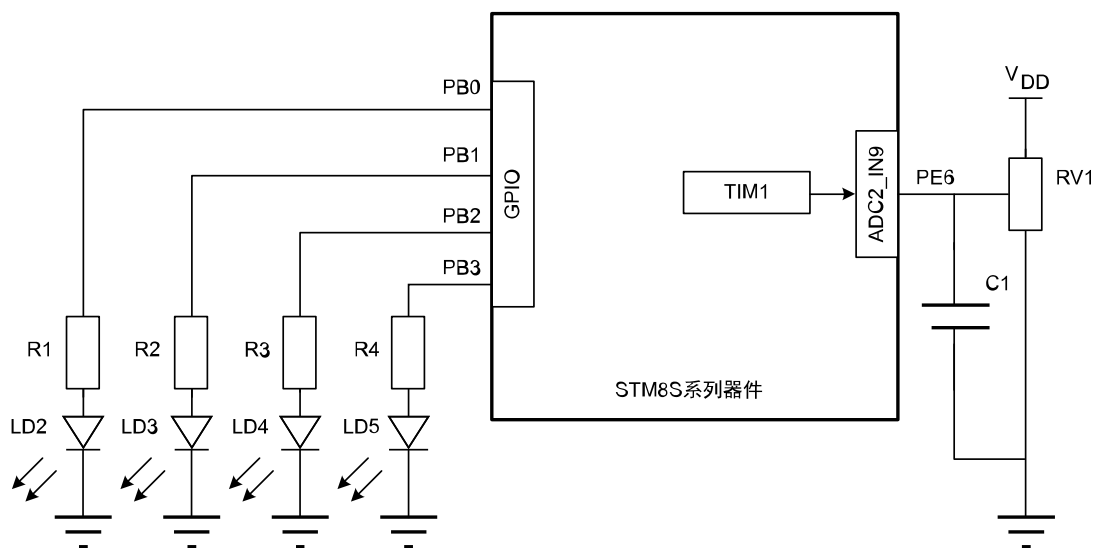 PB0
PB1
PB2
PB3
GPIO
TIM1
ADC2_IN9
PE6
VDD
RV1
C1
R1
R2
R3
R4
STM8S系列器件
LD2
LD3
LD4
LD5